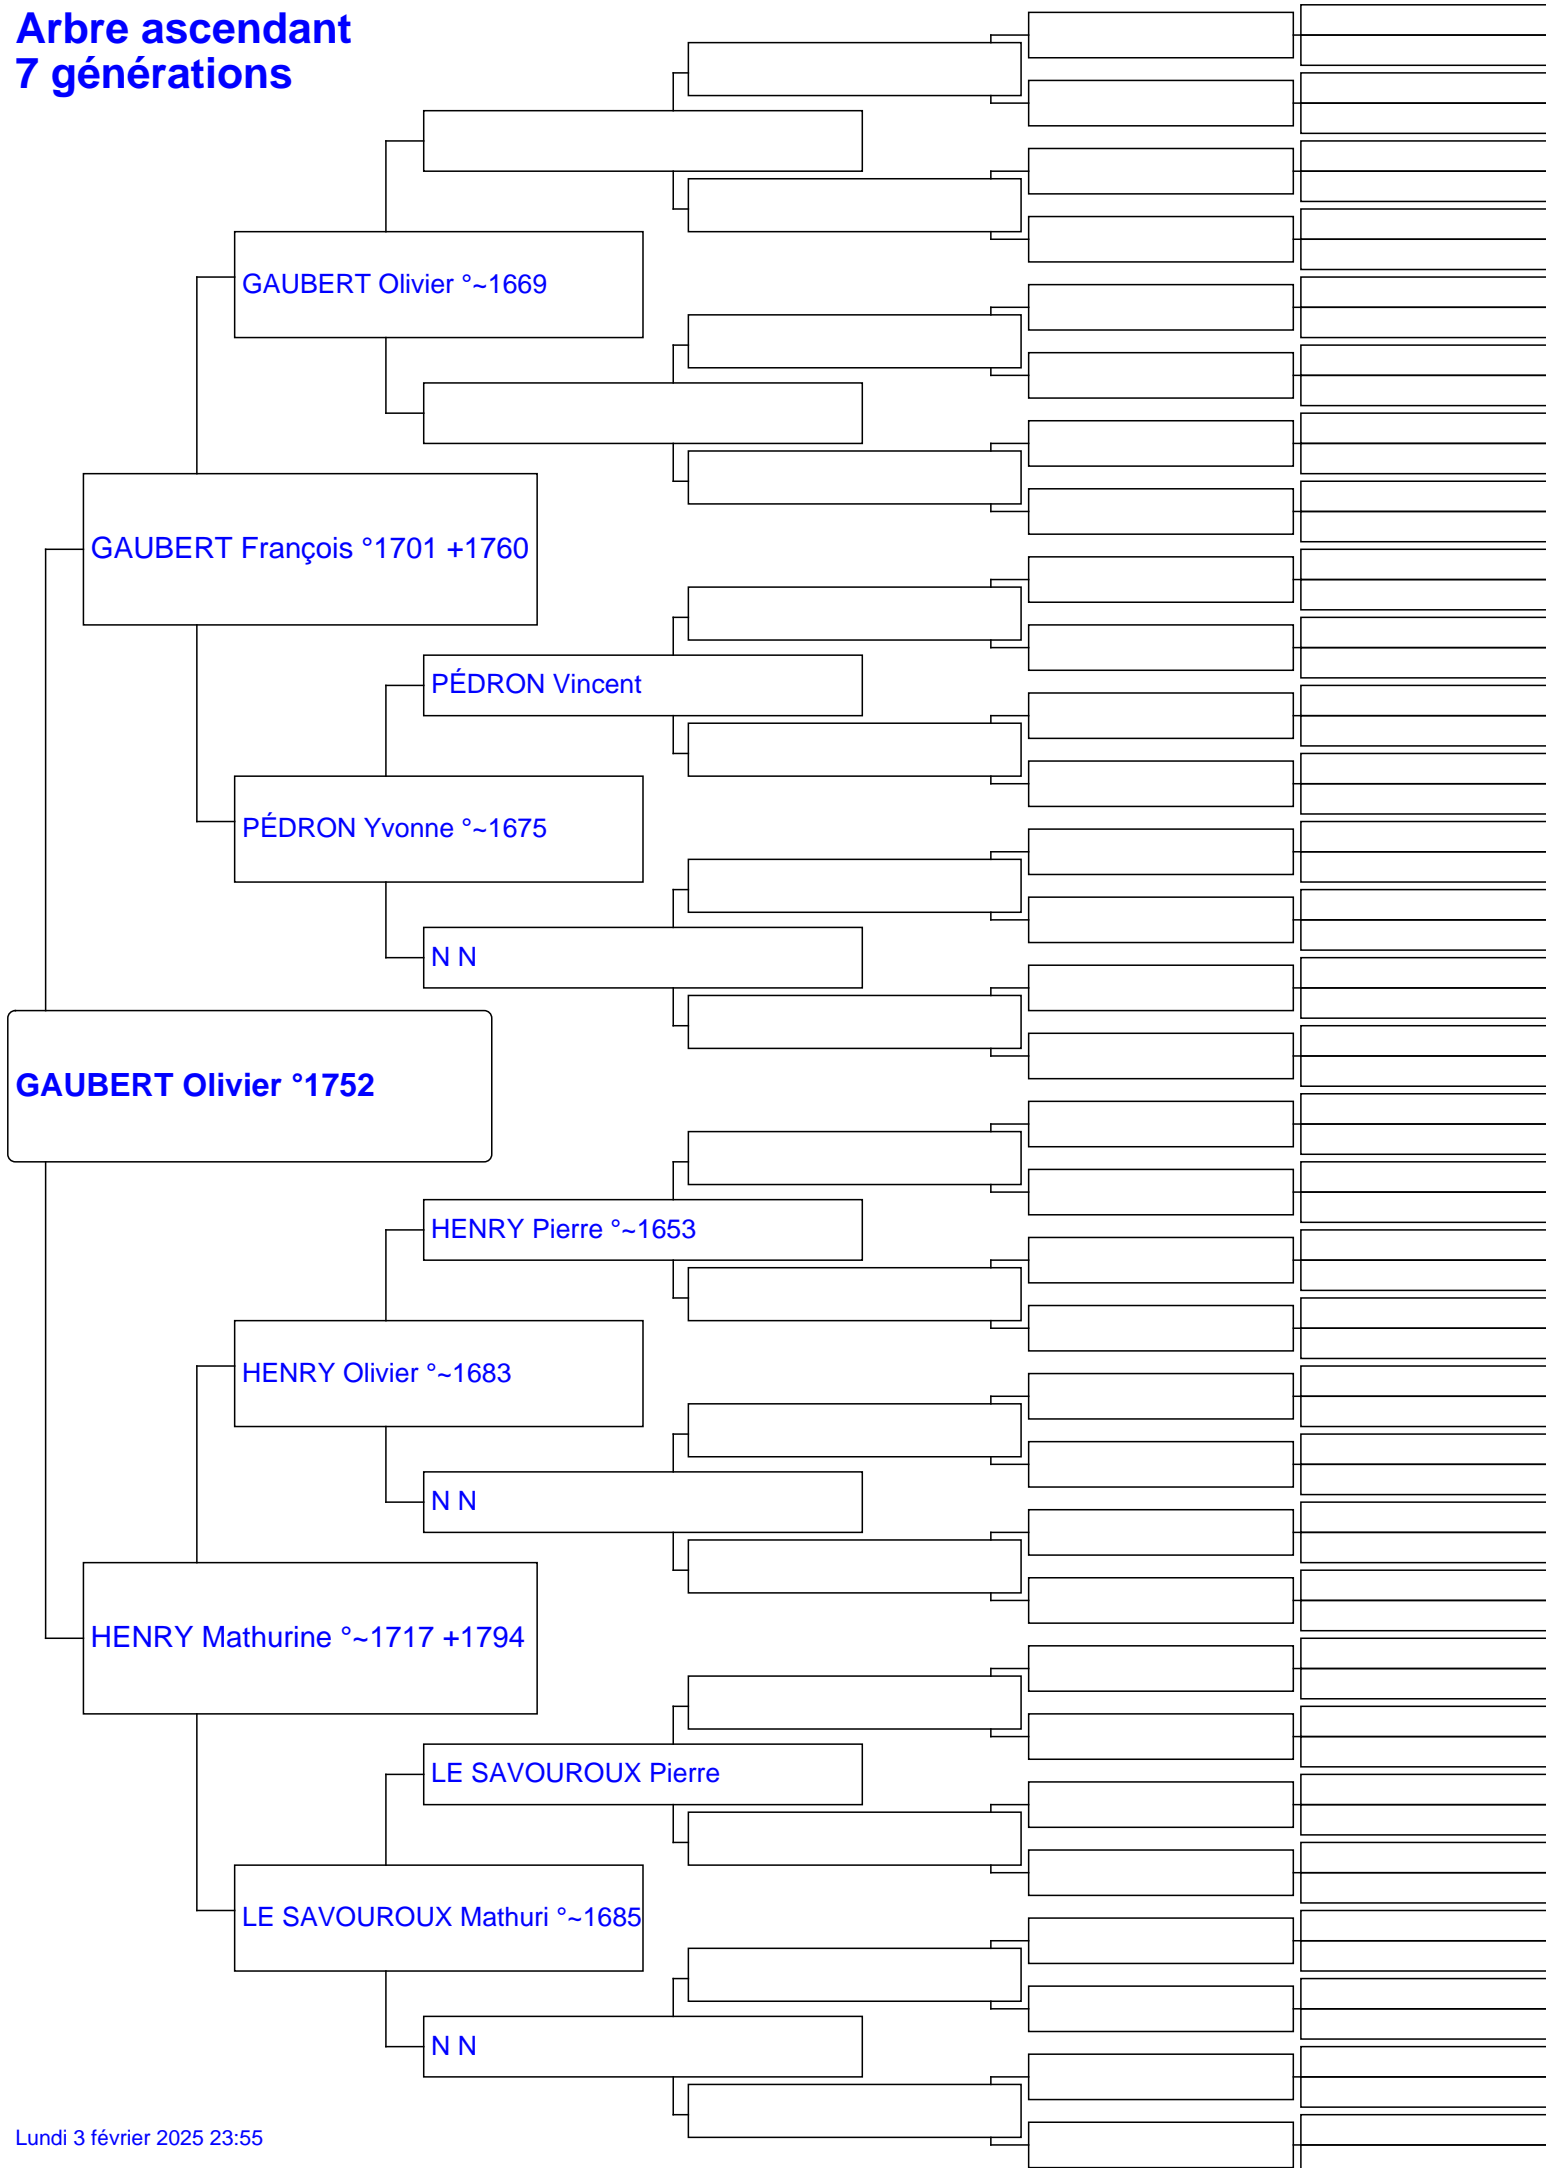 Arbre ascendant
7 générations
GAUBERT Olivier °~1669
GAUBERT François °1701 +1760
PÉDRON Vincent
PÉDRON Yvonne °~1675
N N
GAUBERT Olivier °1752
HENRY Pierre °~1653
HENRY Olivier °~1683
N N
HENRY Mathurine °~1717 +1794
LE SAVOUROUX Pierre
LE SAVOUROUX Mathuri °~1685
N N
Lundi 3 février 2025 23:55